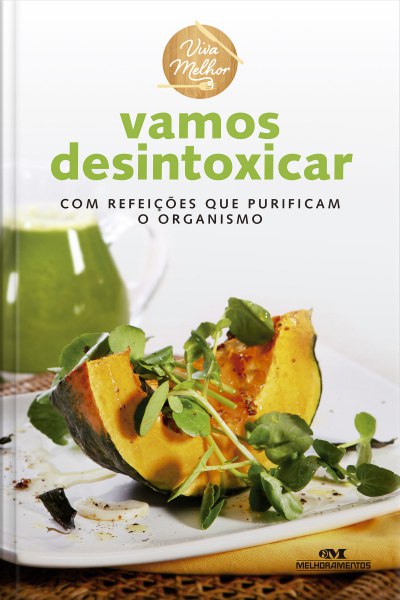 Viva
Melhor
vamos
desintoxicar
COM REFEIÇÕES QUE PURIFICAM
O ORGANISMO
MELHORAMENTOS